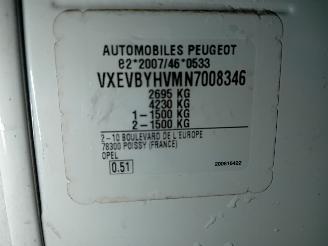 AUTOMOBILES PEUGEOT
e2*2007/46*0533
VXEVBYHVMN7008346
2695 KG
4230 KG
1-1500 KG
2-1500 KG
2-10 BOULEVARD DE L'EUROPE
78300 POISSY (FRANCE)
OPEL
0.51
200616422